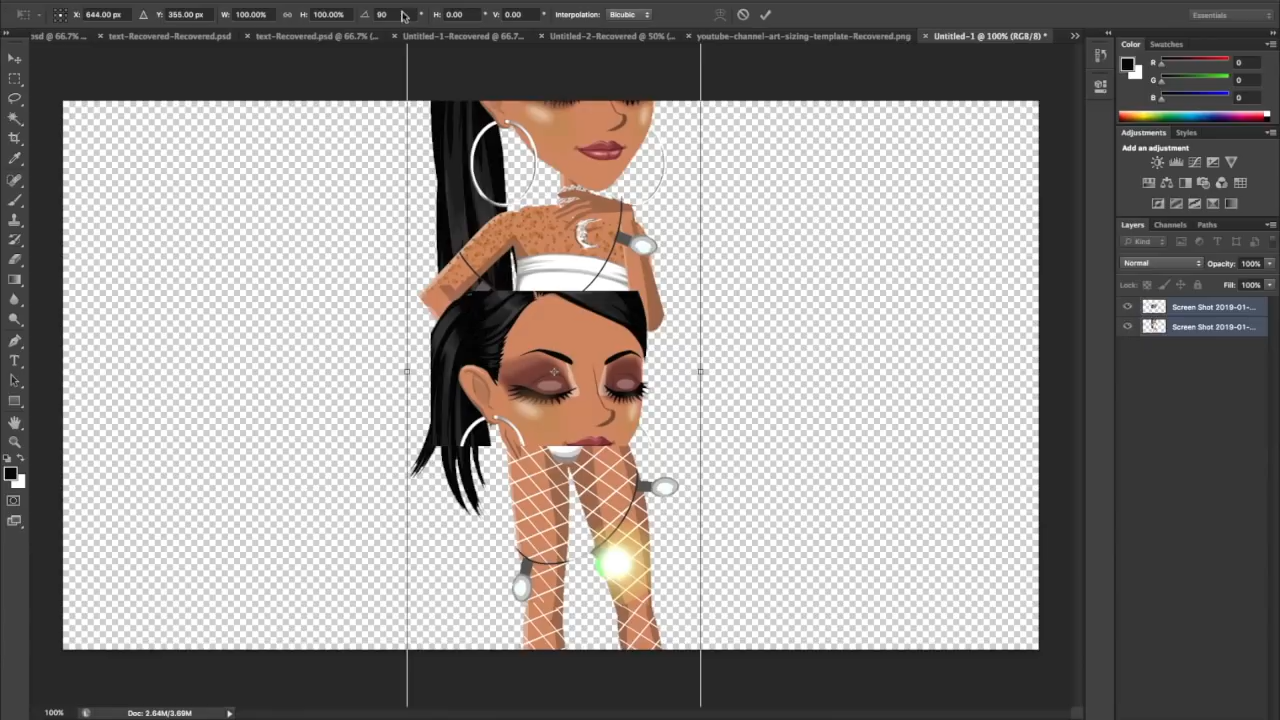 X: 644.00 px Y: 355.00 px W: 100.00% H: 100.00% 90 ° H: 0.00 ° V: 0.00 ° Interpolation: Bicubic Essentials
psd @ 66.7% ... × text-Recovered-Recovered.psd × text-Recovered.psd @ 66.7% (... × Untitled-1-Recovered @ 66.7... × Untitled-2-Recovered @ 50% (... × youtube-channel-art-sizing-template-Recovered.png × Untitled-1 @ 100% (RGB/8) *
Color Swatches
R 0
G 0
B 0
Adjustments Styles
Add an adjustment
Layers Channels Paths
Kind
Normal Opacity: 100%
Lock: Fill: 100%
Screen Shot 2019-01-...
Screen Shot 2019-01-...
100% Doc: 2.64M/3.69M